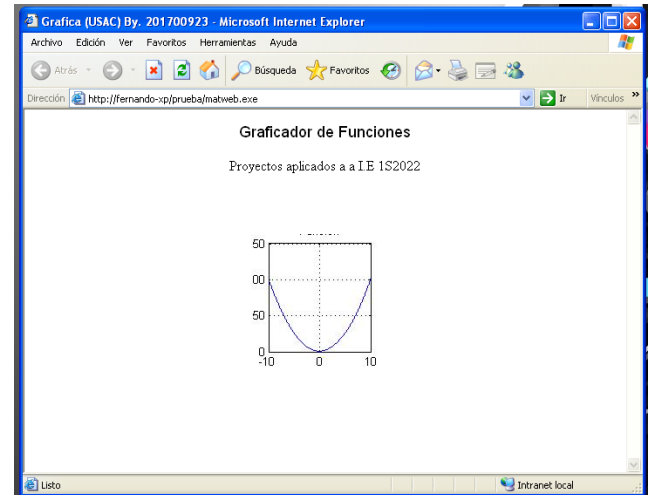 Grafica (USAC) By. 201700923 - Microsoft Internet Explorer
Archivo Edición Ver Favoritos Herramientas Ayuda
Atrás Búsqueda Favoritos
Dirección http://fernando-xp/prueba/matweb.exe Ir Vínculos »
Graficador de Funciones
Proyectos aplicados a a I.E 1S2022
50
00
50
0
-10 0 10
Listo Intranet local